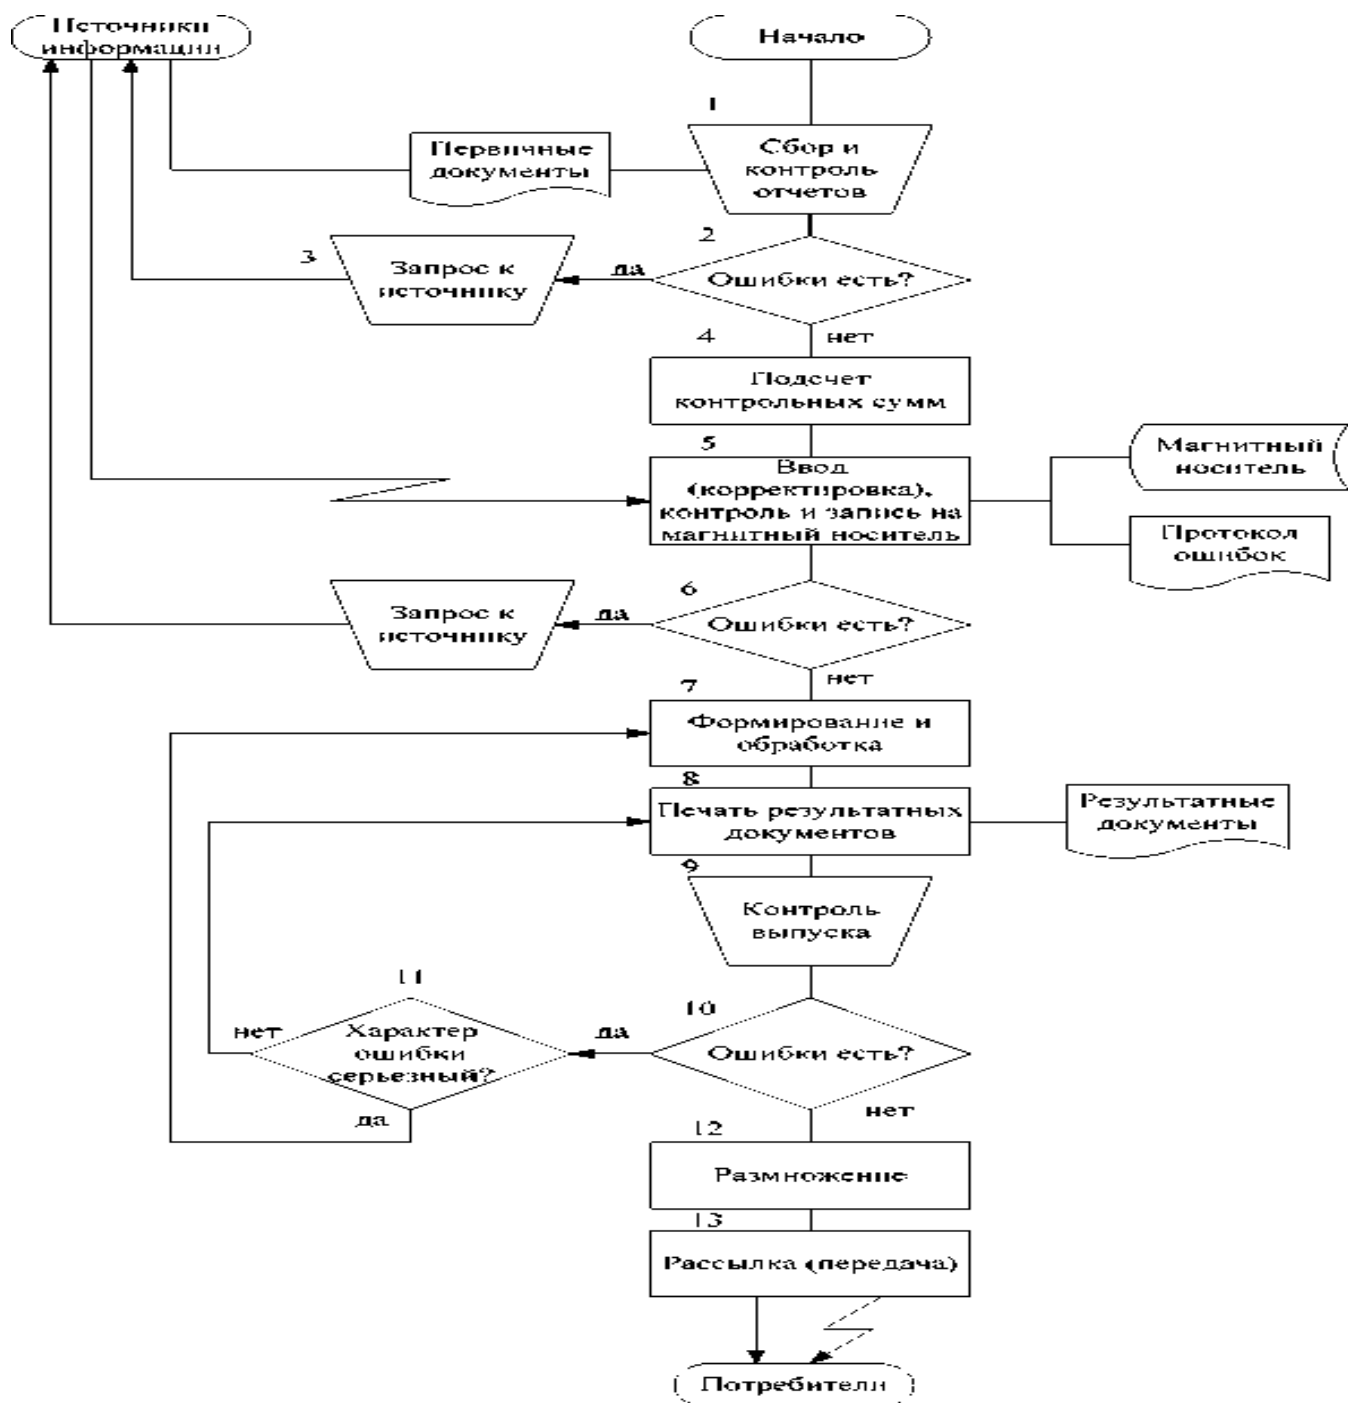 Источники
информации
Начало
1
Сбор и
контроль
отчетов
Первичные
документы
2
Ошибки есть?
да
3
Запрос к
источнику
нет
4
Подсчет
контрольных сумм
5
Ввод
(корректировка),
контроль и запись на
магнитный носитель
Магнитный
носитель
Протокол
ошибок
6
Ошибки есть?
да
Запрос к
источнику
нет
7
Формирование и
обработка
8
Печать результатных
документов
Результатные
документы
9
Контроль
выпуска
10
Ошибки есть?
да
11
Характер
ошибки
серьезный?
нет
да
нет
12
Размножение
13
Рассылка (передача)
Потребители